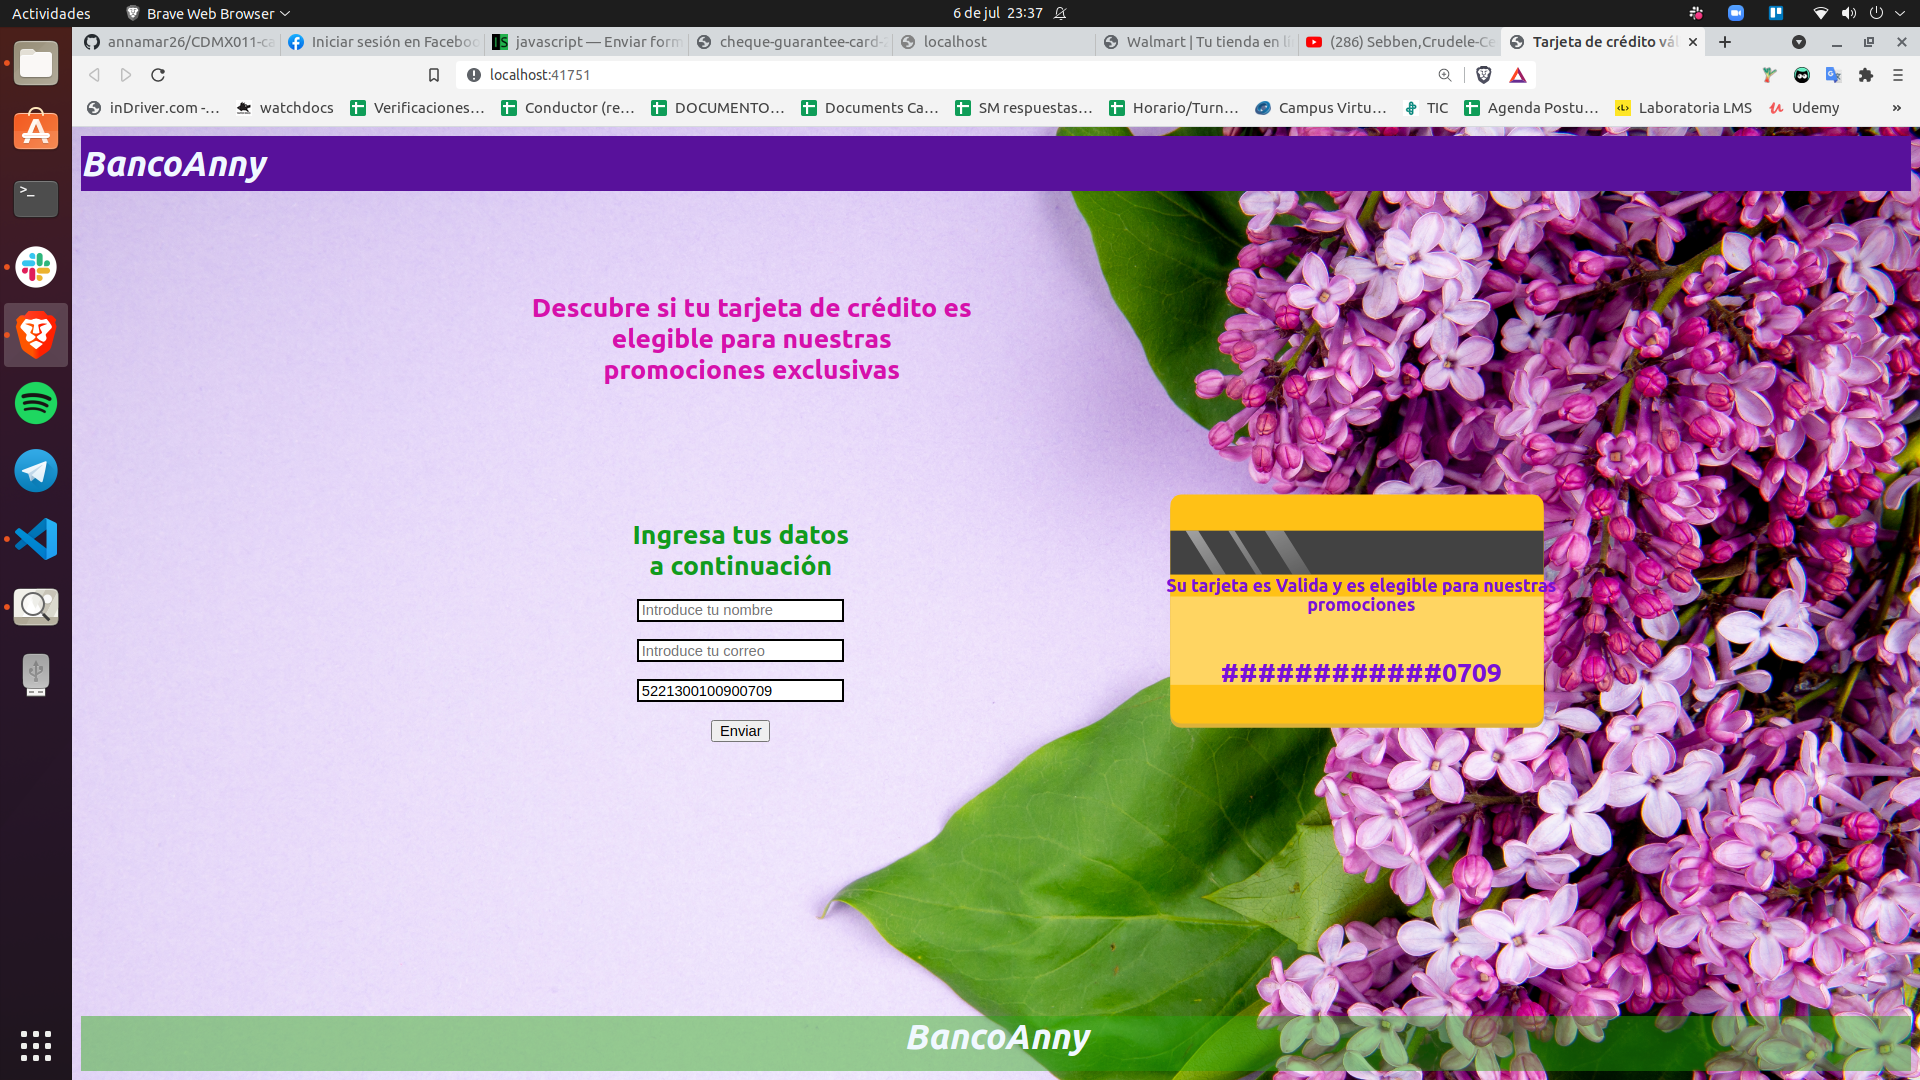 Actividades
Brave Web Browser
6 de jul 23:37
annamar26/CDMX011-ca
Iniciar sesión en Faceboo
javascript — Enviar form
cheque-guarantee-card-
localhost
Walmart | Tu tienda en lí
(286) Sebben,Crudele-Ce
Tarjeta de crédito vál
localhost:41751
inDriver.com -...
watchdocs
Verificaciones...
Conductor (re...
DOCUMENTO...
Documents Ca...
SM respuestas...
Horario/Turn...
Campus Virtu...
TIC
Agenda Postu...
Laboratoria LMS
Udemy
»
BancoAnny
Descubre si tu tarjeta de crédito es
elegible para nuestras
promociones exclusivas
Ingresa tus datos
a continuación
Introduce tu nombre
Introduce tu correo
5221300100900709
Enviar
Su tarjeta es Valida y es elegible para nuestras
promociones
############0709
BancoAnny